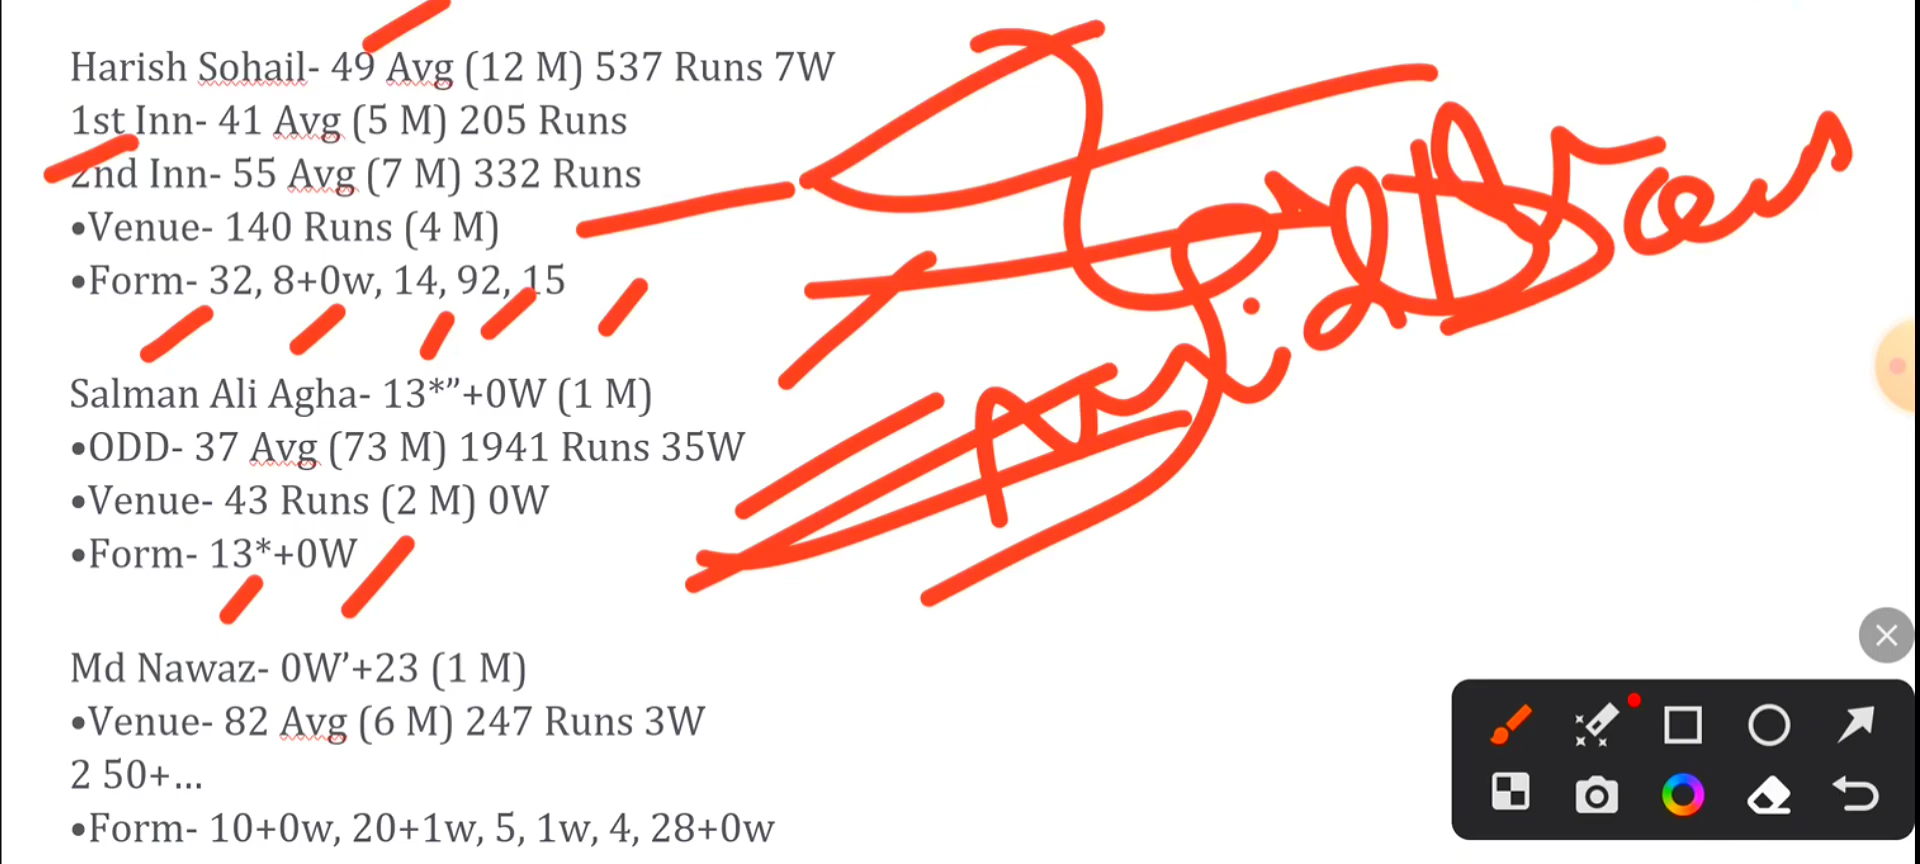 Harish Sohail- 49 Avg (12 M) 537 Runs 7W
1st Inn- 41 Avg (5 M) 205 Runs
2nd Inn- 55 Avg (7 M) 332 Runs
•Venue- 140 Runs (4 M)
•Form- 32, 8+0w, 14, 92, 15
Salman Ali Agha- 13*”+0W (1 M)
•ODD- 37 Avg (73 M) 1941 Runs 35W
•Venue- 43 Runs (2 M) 0W
•Form- 13*+0W
Md Nawaz- 0W’+23 (1 M)
•Venue- 82 Avg (6 M) 247 Runs 3W
2 50+...
•Form- 10+0w, 20+1w, 5, 1w, 4, 28+0w